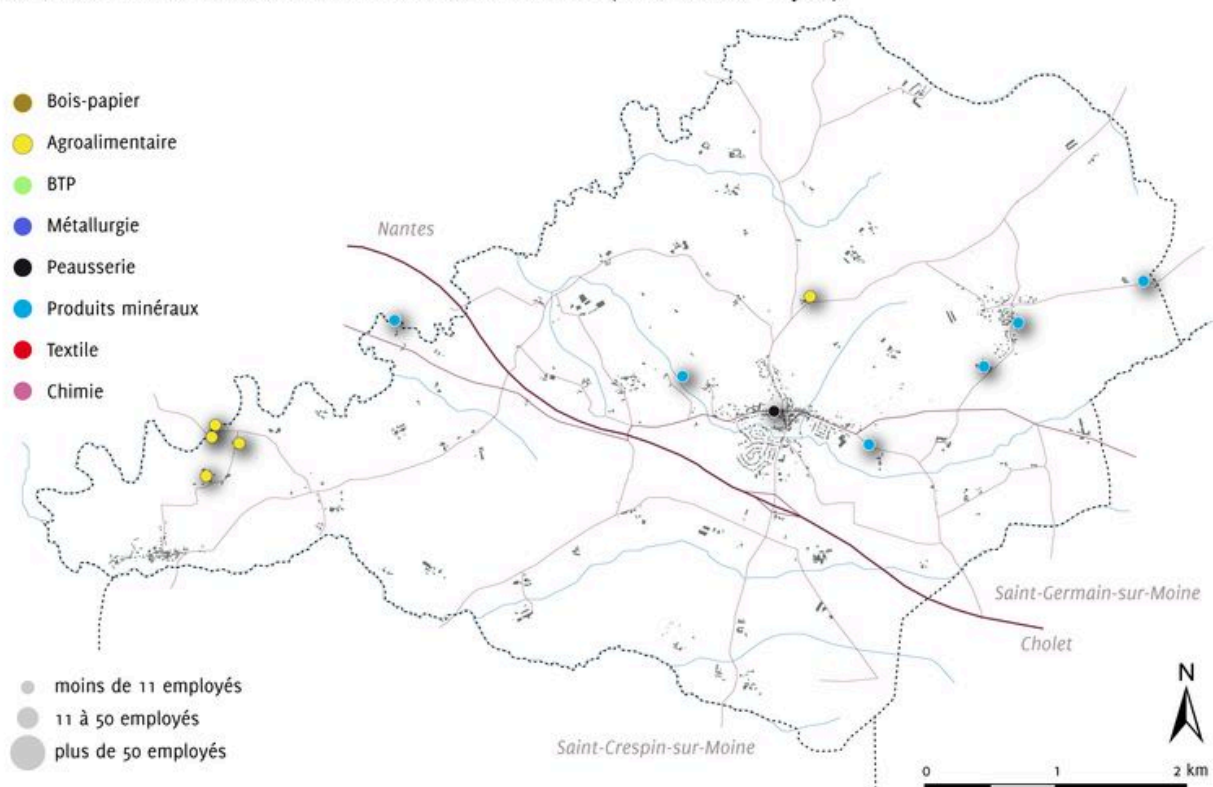 Bois-papier
Agroalimentaire
BTP
Métallurgie
Peausserie
Produits minéraux
Textile
Chimie
Nantes
Saint-Germain-sur-Moine
Cholet
Saint-Crespin-sur-Moine
moins de 11 employés
11 à 50 employés
plus de 50 employés
N
0 1 2 km